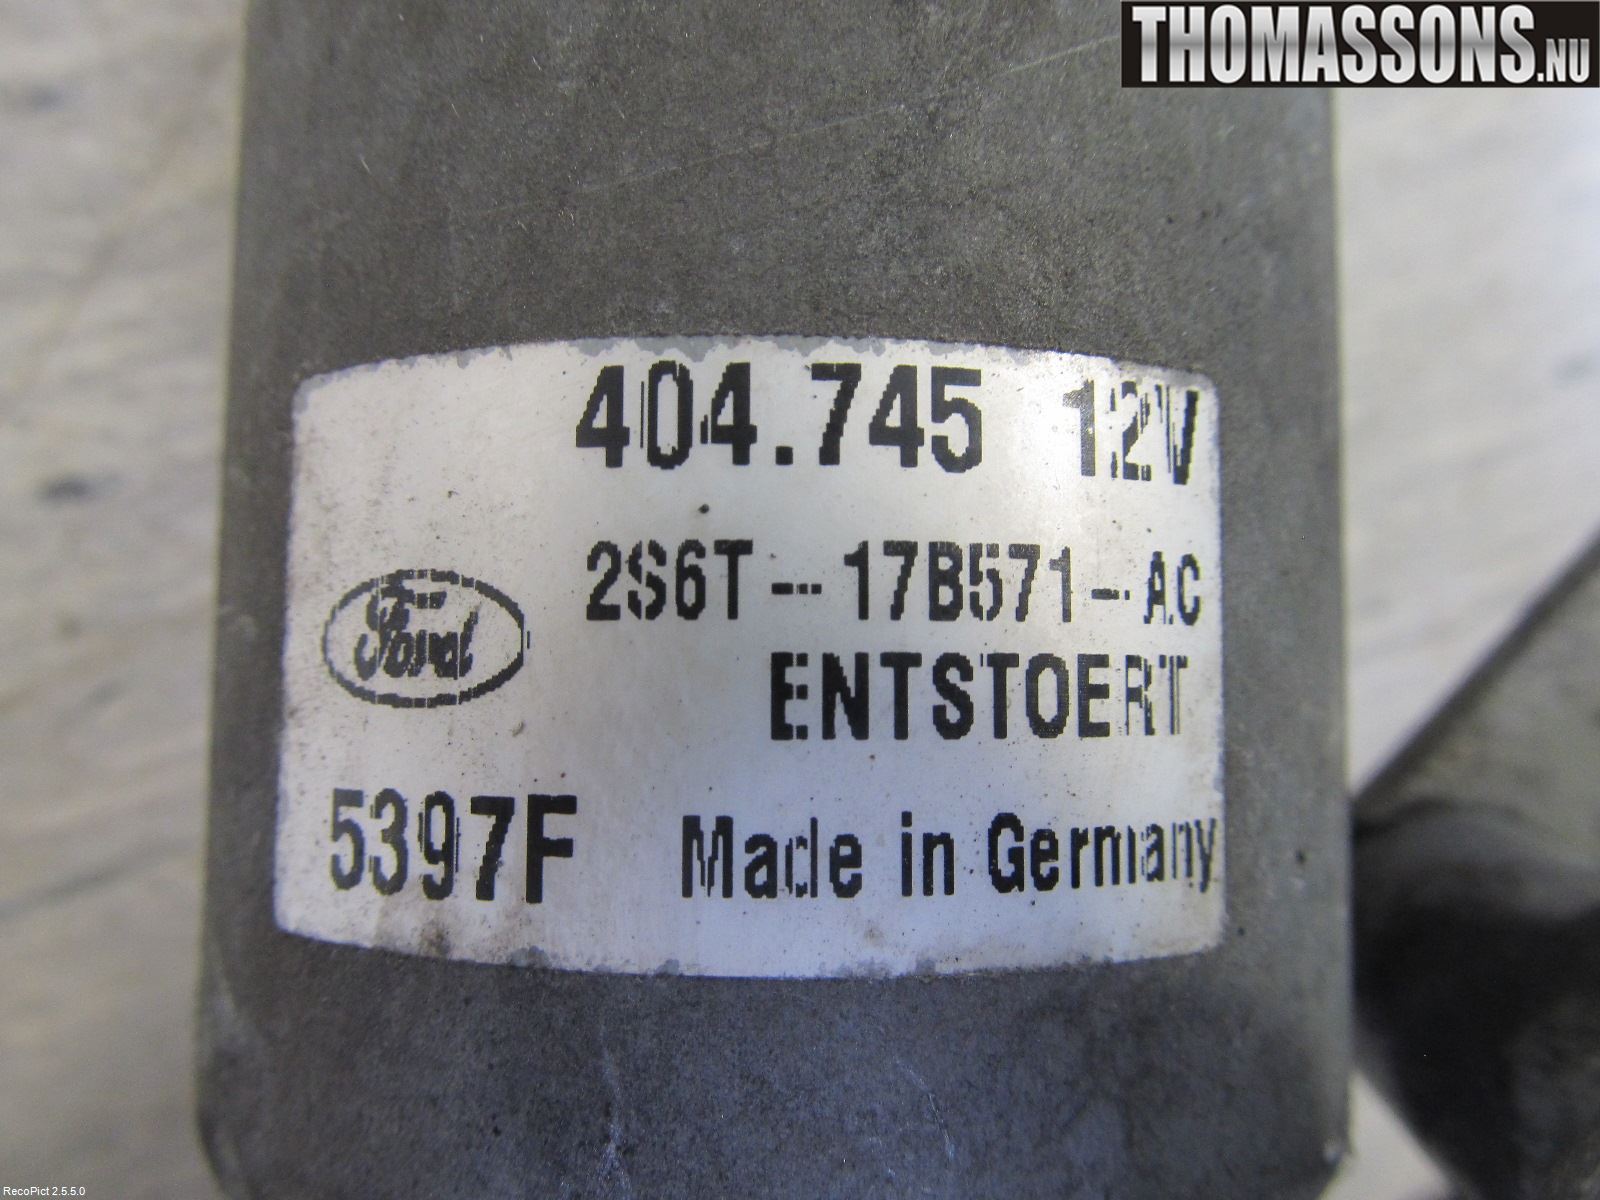 THOMASSONS.NU
404.745 12V
2S6T-17B571-AC
Ford
ENTSTOERT
5397F Made in Germany
RecoPict 2.5.5.0